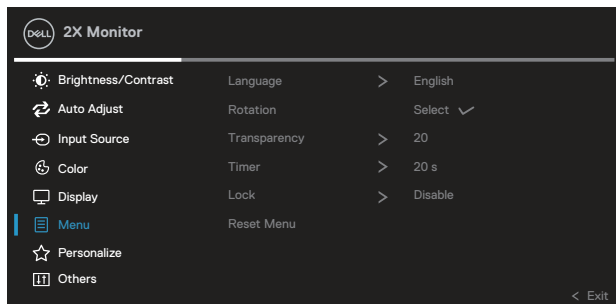 DELL 2X Monitor
Brightness/Contrast Language > English
Auto Adjust Rotation Select ✓
Input Source Transparency > 20
Color Timer > 20 s
Display Lock > Disable
Menu Reset Menu
Personalize
Others
< Exit